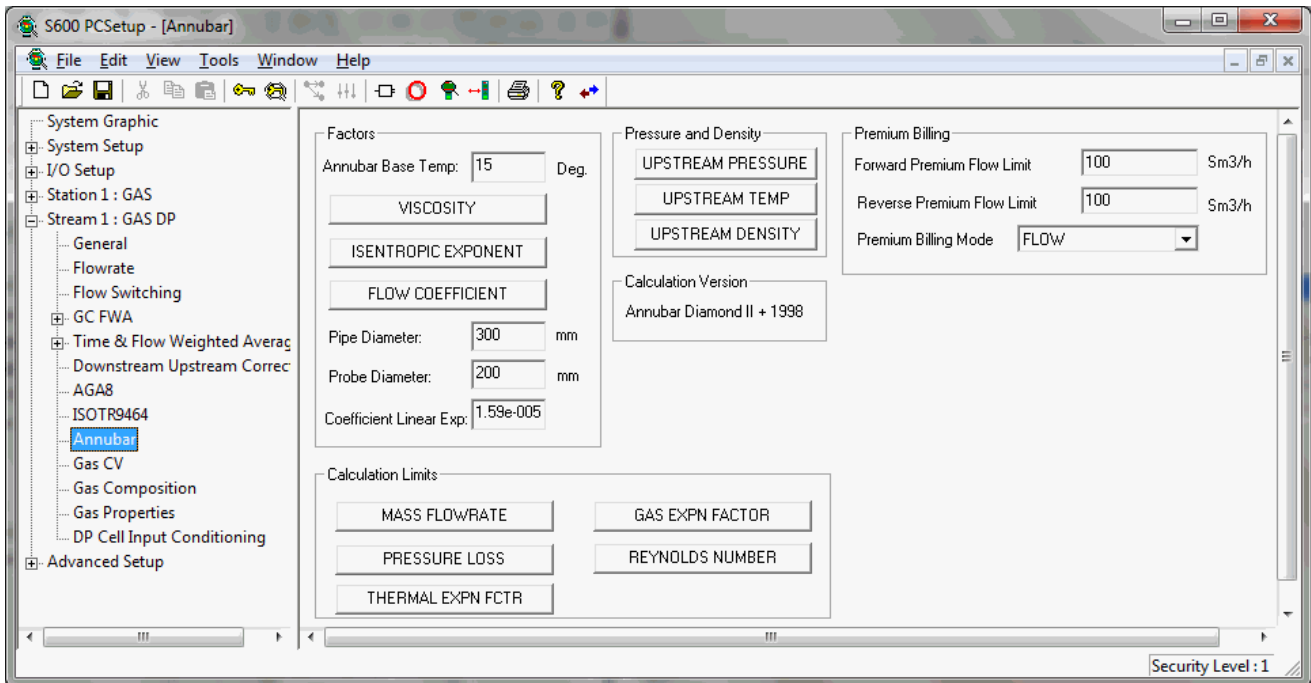 S600 PCSetup - [Annubar]
File Edit View Tools Window Help
System Graphic
System Setup
I/O Setup
Station 1 : GAS
Stream 1 : GAS DP
General
Flowrate
Flow Switching
GC FWA
Time & Flow Weighted Averag
Downstream Upstream Correc
AGA8
ISOTR9464
Annubar
Gas CV
Gas Composition
Gas Properties
DP Cell Input Conditioning
Advanced Setup
Factors
Annubar Base Temp: 15 Deg.
VISCOSITY
ISENTROPIC EXPONENT
FLOW COEFFICIENT
Pipe Diameter: 300 mm
Probe Diameter: 200 mm
Coefficient Linear Exp: 1.59e-005
Pressure and Density
UPSTREAM PRESSURE
UPSTREAM TEMP
UPSTREAM DENSITY
Calculation Version
Annubar Diamond II + 1998
Premium Billing
Forward Premium Flow Limit 100 Sm3/h
Reverse Premium Flow Limit 100 Sm3/h
Premium Billing Mode FLOW
Calculation Limits
MASS FLOWRATE GAS EXPN FACTOR
PRESSURE LOSS REYNOLDS NUMBER
THERMAL EXPN FCTR
Security Level : 1